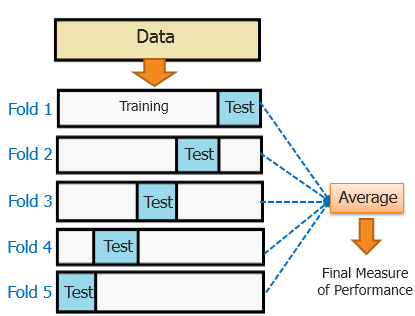 Data
Fold 1 Training Test
Fold 2 Test
Fold 3 Test
Average
Fold 4 Test
Final Measure
of Performance
Fold 5 Test